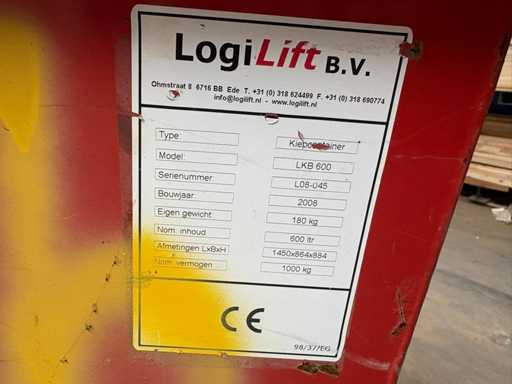 LogiLift B.V.
Ohmstraat 8 6716 BB Ede T. +31 (0) 318 624499 F. +31 (0) 318 690774
info@logilift.nl - www.logilift.nl
Type: Kiepcontainer
Model: LKB 600
Serienummer: L08-045
Bouwjaar: 2008
Eigen gewicht 180 kg
Nom. inhoud 600 ltr
Afmetingen LxBxH 1450x864x884
Nom. vermogen 1000 kg
CE
98/37/EG